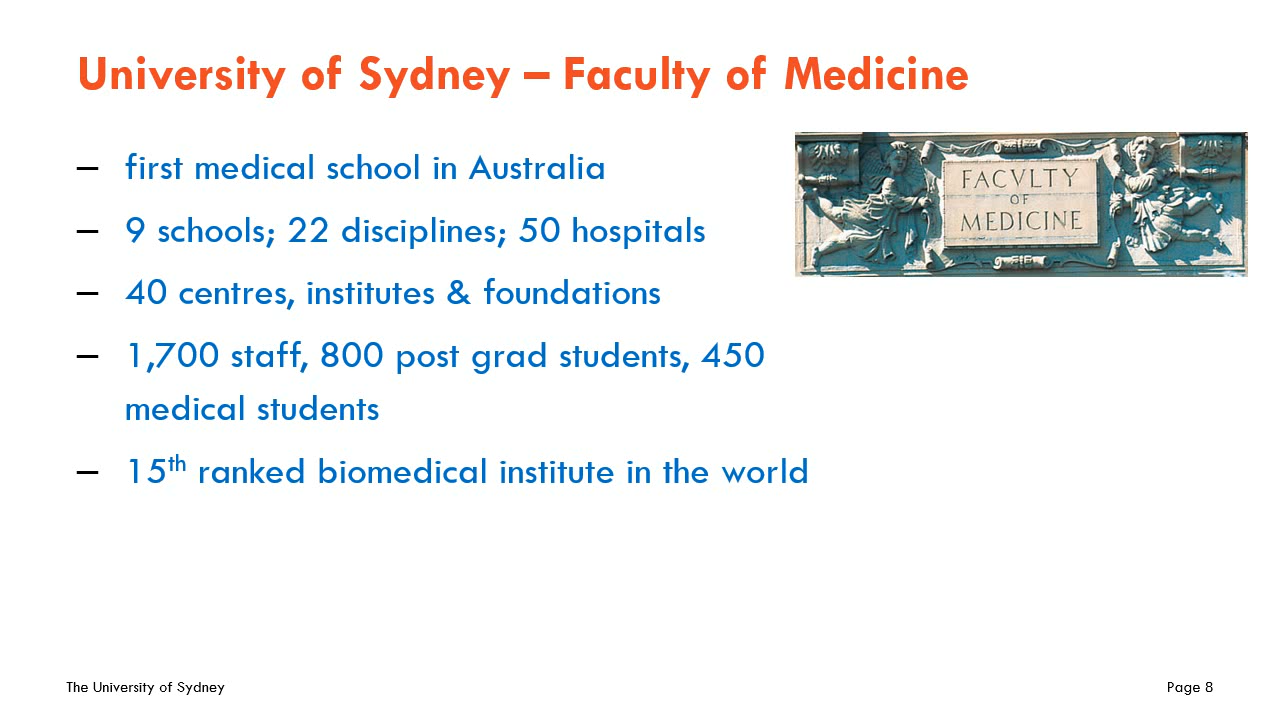 University of Sydney – Faculty of Medicine
– first medical school in Australia
– 9 schools; 22 disciplines; 50 hospitals
– 40 centres, institutes & foundations
– 1,700 staff, 800 post grad students, 450
medical students
– 15th ranked biomedical institute in the world
FACVLTY
OF
MEDICINE
The University of Sydney
Page 8